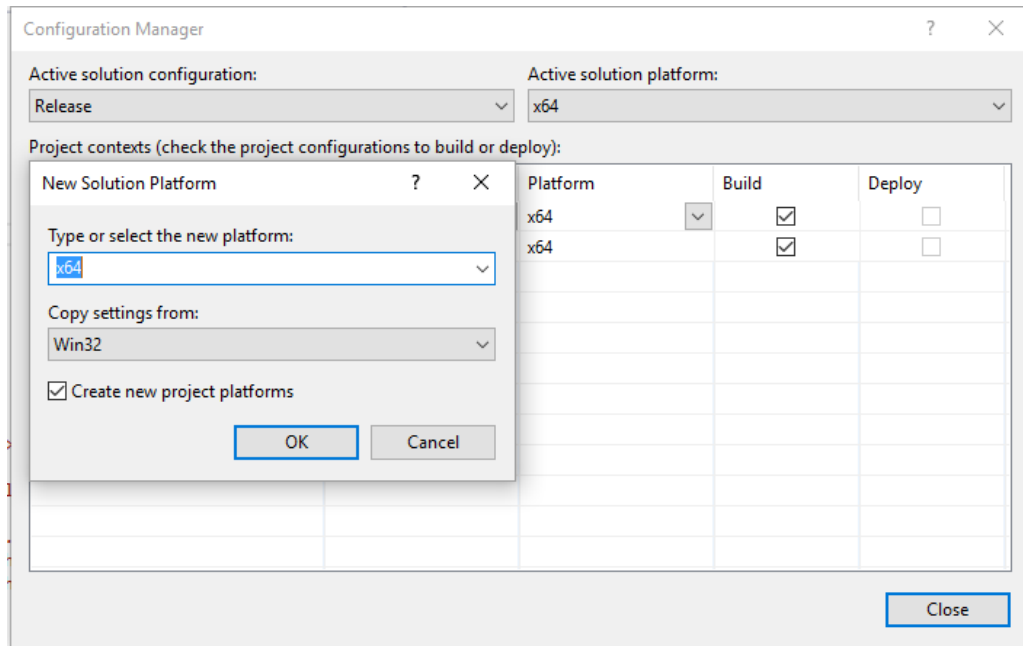 Configuration Manager
Active solution configuration:
Active solution platform:
Release
x64
Project contexts (check the project configurations to build or deploy):
New Solution Platform
Type or select the new platform:
x64
Copy settings from:
Win32
Create new project platforms
OK
Cancel
Platform
Build
Deploy
x64
x64
Close